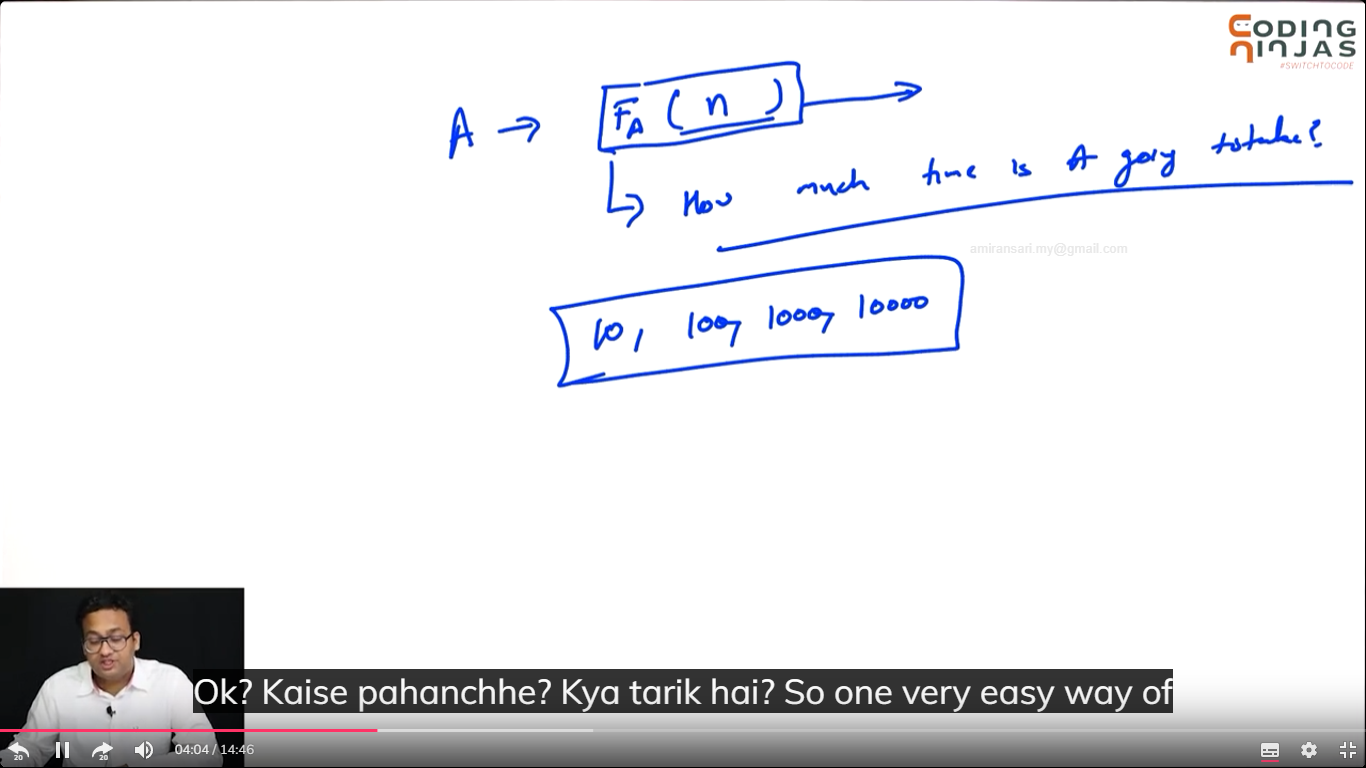 CODING
NINJAS
#SWITCHTOCODE
A → F_A ( n ) →
How much time is A going to take?
amiransari.my@gmail.com
10, 100, 1000, 10000
Ok? Kaise pahanchhe? Kya tarik hai? So one very easy way of
20 20 04:04 / 14:46